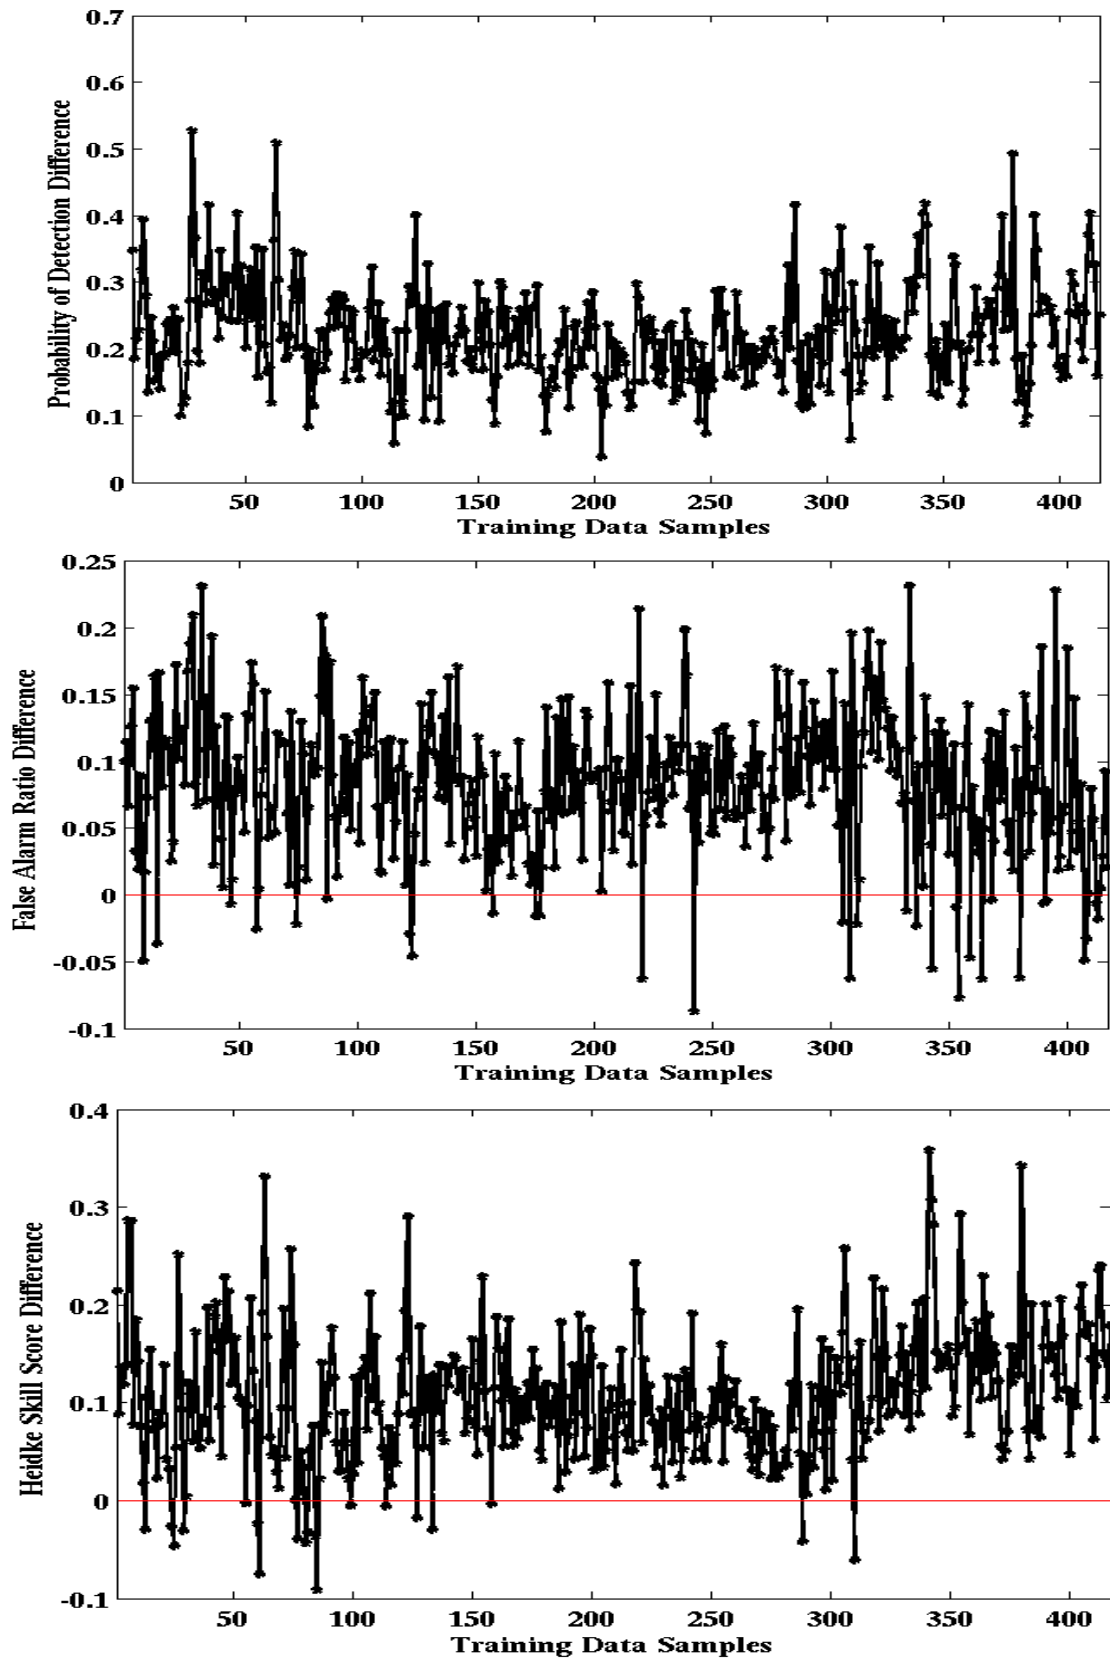 Probability of Detection Difference
0.7
0.6
0.5
0.4
0.3
0.2
0.1
0
50 100 150 200 250 300 350 400
Training Data Samples
False Alarm Ratio Difference
0.25
0.2
0.15
0.1
0.05
0
-0.05
-0.1
50 100 150 200 250 300 350 400
Training Data Samples
Heidke Skill Score Difference
0.4
0.3
0.2
0.1
0
-0.1
50 100 150 200 250 300 350 400
Training Data Samples